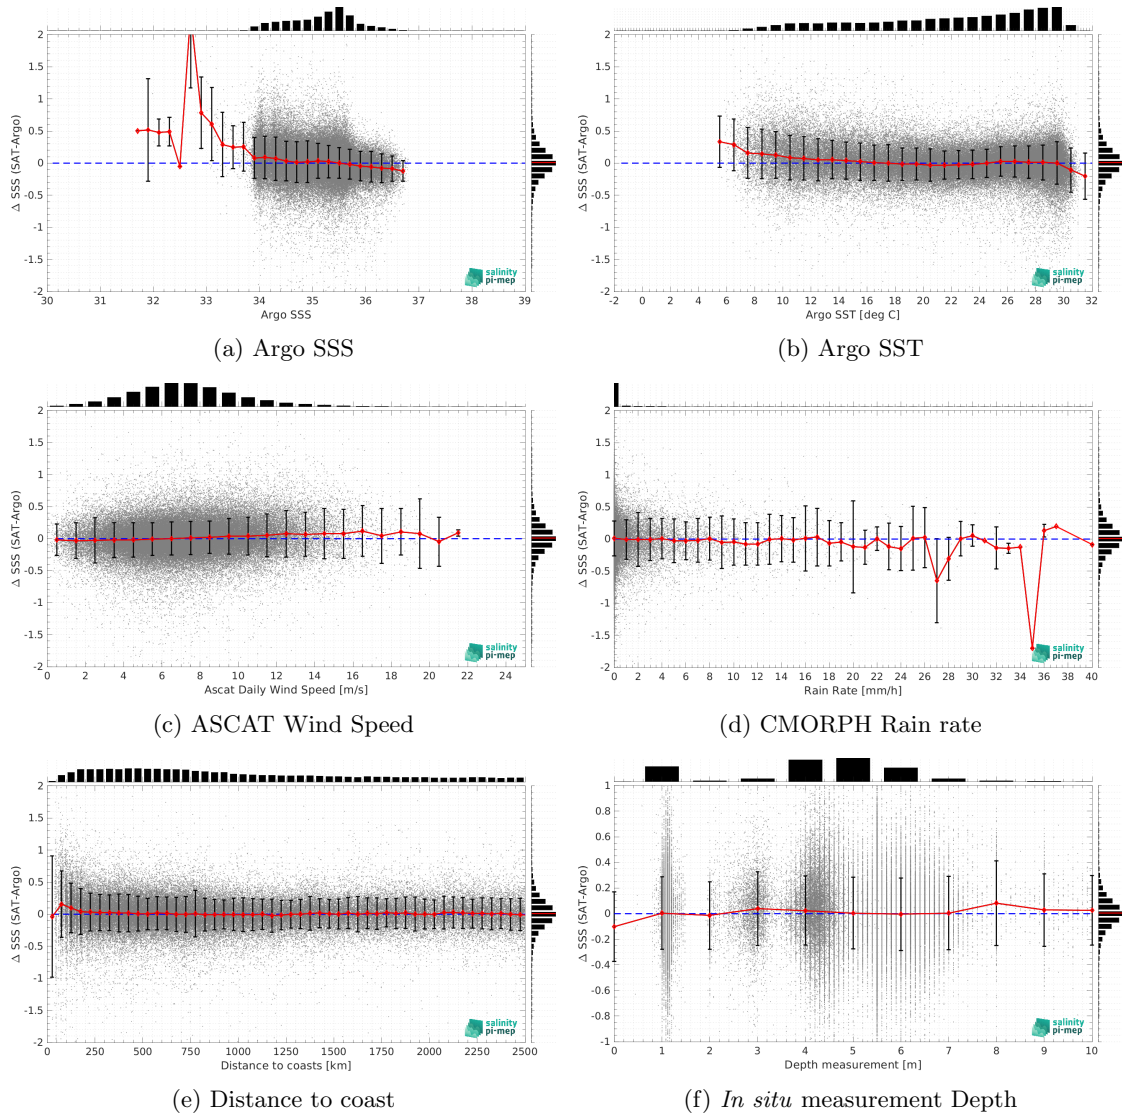 2
1.5
1
0.5
0
-0.5
-1
-1.5
-2
Δ SSS (SAT-Argo)
30 31 32 33 34 35 36 37 38 39
Argo SSS
salinity
pi-mep
(a) Argo SSS
2
1.5
1
0.5
0
-0.5
-1
-1.5
-2
Δ SSS (SAT-Argo)
-2 0 2 4 6 8 10 12 14 16 18 20 22 24 26 28 30 32
Argo SST [deg C]
salinity
pi-mep
(b) Argo SST
2
1.5
1
0.5
0
-0.5
-1
-1.5
-2
Δ SSS (SAT-Argo)
0 2 4 6 8 10 12 14 16 18 20 22 24
Ascat Daily Wind Speed [m/s]
salinity
pi-mep
(c) ASCAT Wind Speed
2
1.5
1
0.5
0
-0.5
-1
-1.5
-2
Δ SSS (SAT-Argo)
0 2 4 6 8 10 12 14 16 18 20 22 24 26 28 30 32 34 36 38 40
Rain Rate [mm/h]
salinity
pi-mep
(d) CMORPH Rain rate
2
1.5
1
0.5
0
-0.5
-1
-1.5
-2
Δ SSS (SAT-Argo)
0 250 500 750 1000 1250 1500 1750 2000 2250 2500
Distance to coasts [km]
salinity
pi-mep
(e) Distance to coast
1
0.8
0.6
0.4
0.2
0
-0.2
-0.4
-0.6
-0.8
-1
Δ SSS (SAT-Argo)
0 1 2 3 4 5 6 7 8 9 10
Depth measurement [m]
salinity
pi-mep
(f) In situ measurement Depth